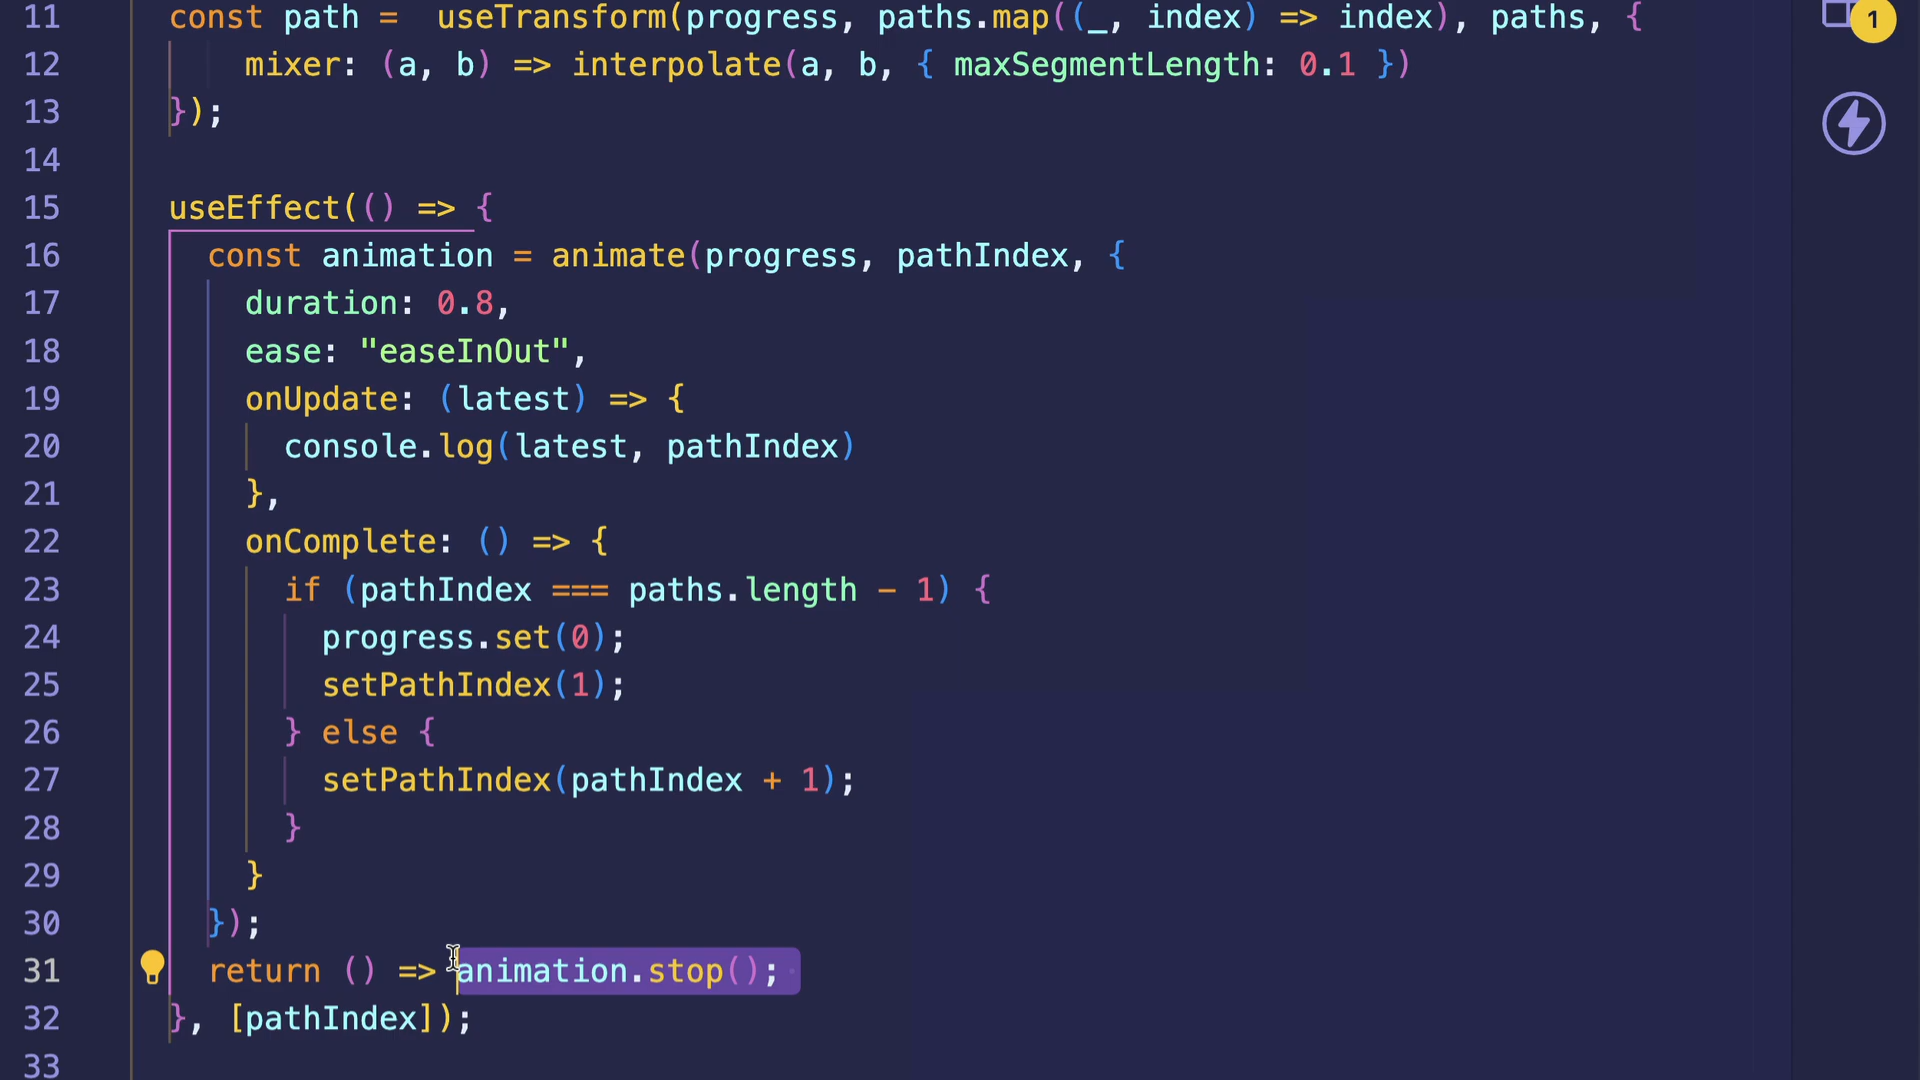 11 const path =  useTransform(progress, paths.map((_, index) => index), paths, {
12 mixer: (a, b) => interpolate(a, b, { maxSegmentLength: 0.1 })
13 });
14
15 useEffect(() => {
16 const animation = animate(progress, pathIndex, {
17 duration: 0.8,
18 ease: "easeInOut",
19 onUpdate: (latest) => {
20 console.log(latest, pathIndex)
21 },
22 onComplete: () => {
23 if (pathIndex === paths.length - 1) {
24 progress.set(0);
25 setPathIndex(1);
26 } else {
27 setPathIndex(pathIndex + 1);
28 }
29 }
30 });
31 return () => animation.stop();
32 }, [pathIndex]);
33
1